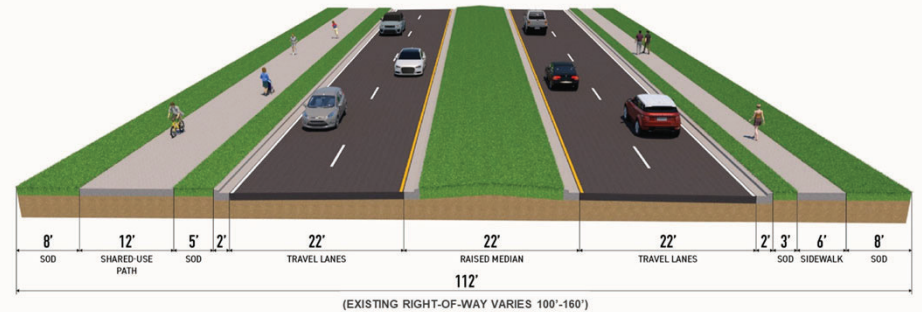 8' 12' 5' 2' 22' 22' 22' 2' 3' 6' 8'
SOD SHARED-USE PATH SOD TRAVEL LANES RAISED MEDIAN TRAVEL LANES SOD SIDEWALK SOD
112'
(EXISTING RIGHT-OF-WAY VARIES 100'-160')